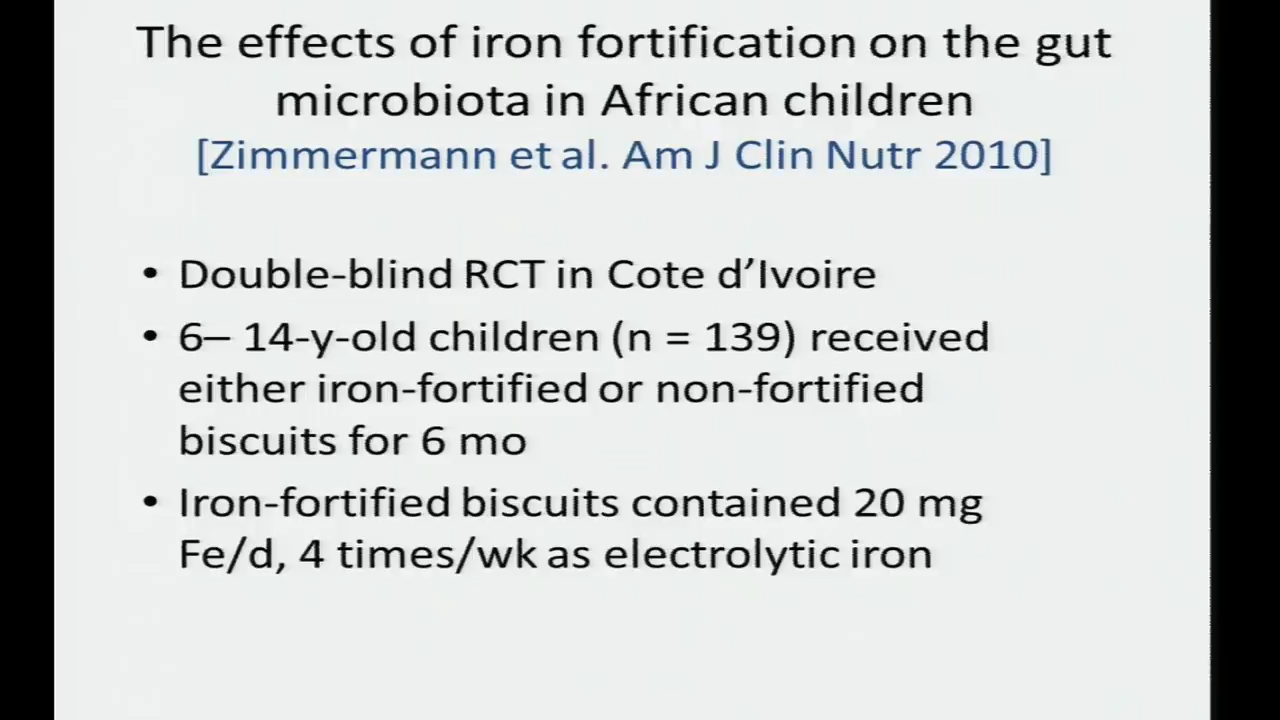 The effects of iron fortification on the gut
microbiota in African children
[Zimmermann et al. Am J Clin Nutr 2010]
• Double-blind RCT in Cote d’Ivoire
• 6– 14-y-old children (n = 139) received
either iron-fortified or non-fortified
biscuits for 6 mo
• Iron-fortified biscuits contained 20 mg
Fe/d, 4 times/wk as electrolytic iron